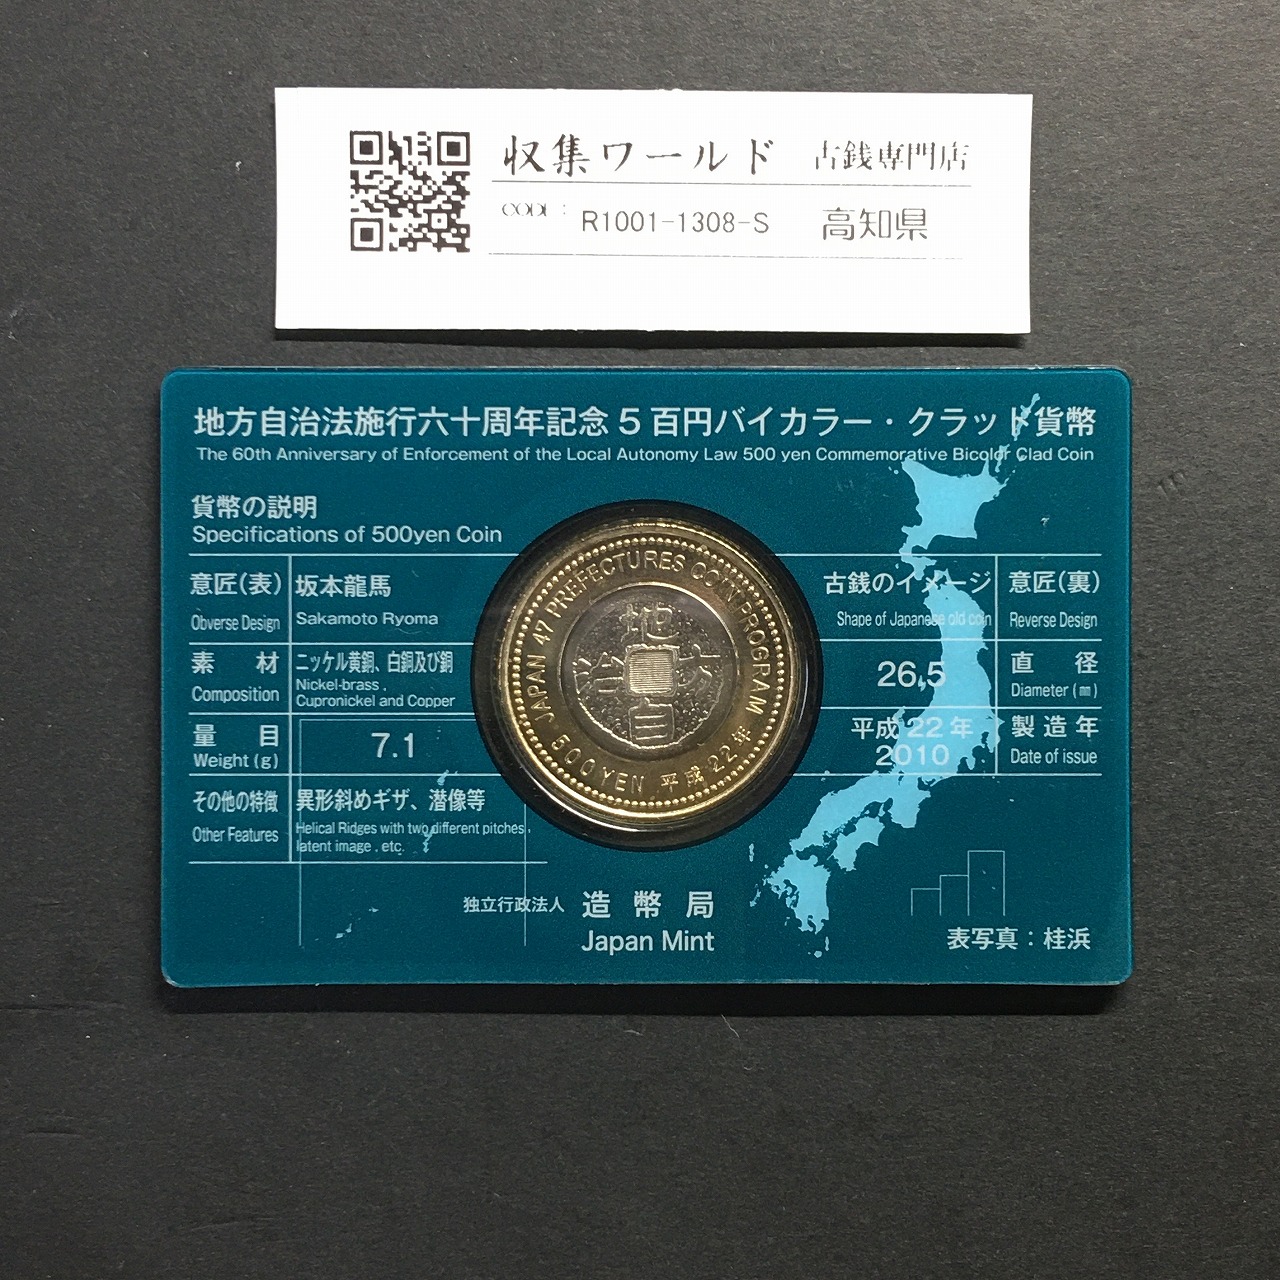 収集ワールド 古銭専門店
CODE : R1001-1308-S 高知県
地方自治法施行六十周年記念５百円バイカラー・クラッド貨幣
The 60th Anniversary of Enforcement of the Local Autonomy Law 500 yen Commemorative Bicolor Clad Coin
貨幣の説明
Specifications of 500yen Coin
意匠(表) 坂本龍馬
Obverse Design Sakamoto Ryoma
素材 ニッケル黄銅、白銅及び銅
Composition Nickel-brass , Cupronickel and Copper
量目 7.1
Weight (g)
その他の特徴 異形斜めギザ、潜像等
Other Features Helical Ridges with two different pitches,
latent image , etc.
古銭のイメージ 意匠(裏)
Shape of Japanese old coin Reverse Design
26.5 直径
Diameter (㎜)
平成22年 製造年
2010 Date of issue
JAPAN 47 PREFECTURES COIN PROGRAM
500YEN 平成22年
地方自治
独立行政法人 造幣局
Japan Mint
表写真：桂浜